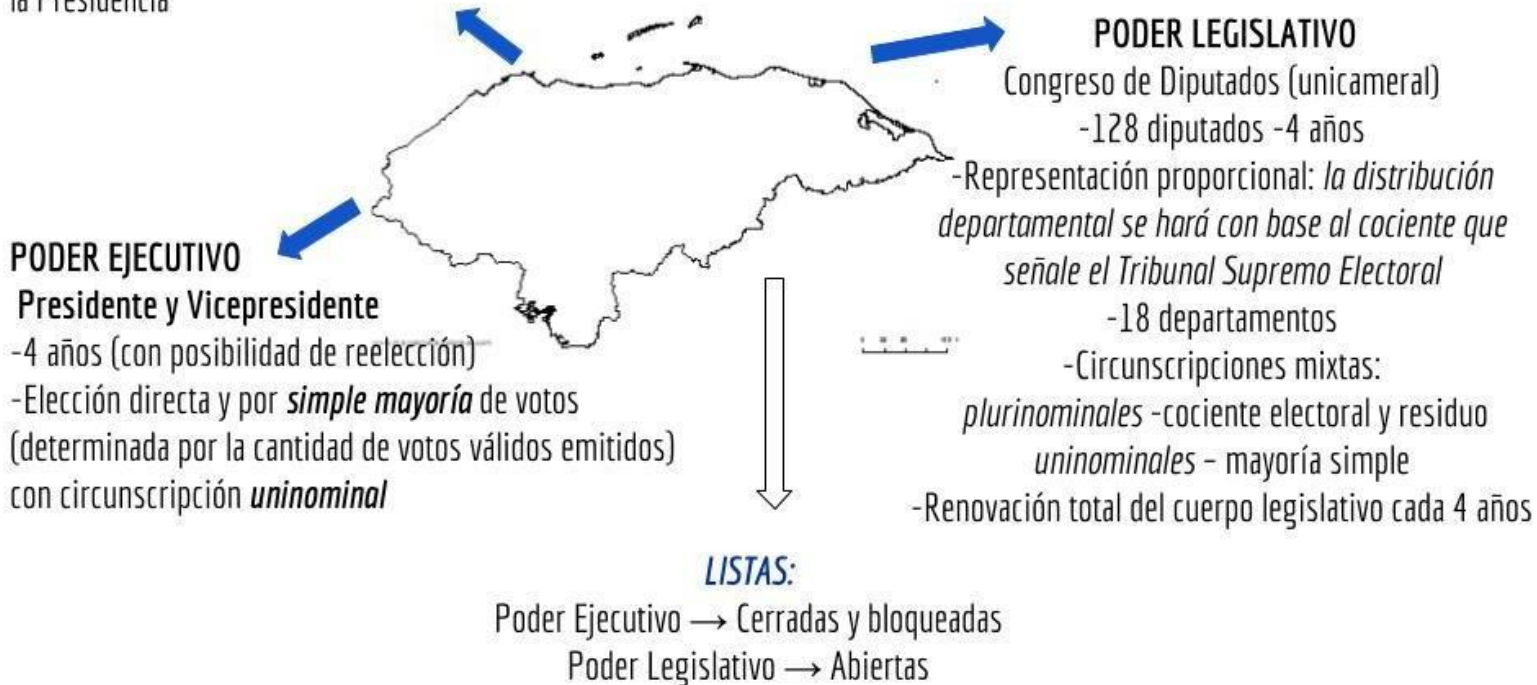 la Presidencia
PODER LEGISLATIVO
Congreso de Diputados (unicameral)
-128 diputados -4 años
-Representación proporcional: la distribución
departamental se hará con base al cociente que
señale el Tribunal Supremo Electoral
-18 departamentos
-Circunscripciones mixtas:
plurinominales -cociente electoral y residuo
uninominales – mayoría simple
-Renovación total del cuerpo legislativo cada 4 años
PODER EJECUTIVO
Presidente y Vicepresidente
-4 años (con posibilidad de reelección)
-Elección directa y por simple mayoría de votos
(determinada por la cantidad de votos válidos emitidos)
con circunscripción uninominal
LISTAS:
Poder Ejecutivo → Cerradas y bloqueadas
Poder Legislativo → Abiertas